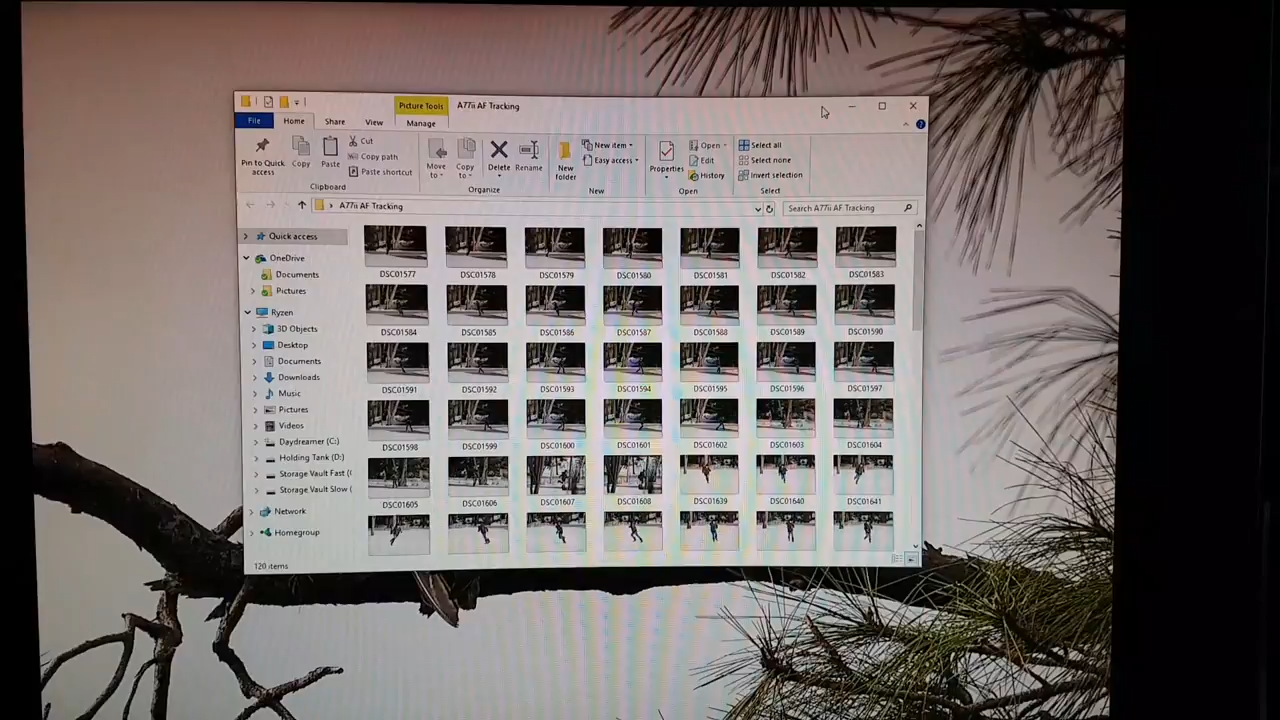 Picture Tools A77ii AF Tracking
File Home Share View Manage
Pin to Quick access
Copy
Paste
Cut
Copy path
Paste shortcut
Clipboard
Move to
Copy to
Delete
Rename
Organize
New folder
New item
Easy access
New
Properties
Open
Edit
History
Open
Select all
Select none
Invert selection
Select
A77ii AF Tracking
Search A77ii AF Tracking
Quick access
OneDrive
Documents
Pictures
Ryzen
3D Objects
Desktop
Documents
Downloads
Music
Pictures
Videos
Daydreamer (C:)
Holding Tank (D:)
Storage Vault Fast (
Storage Vault Slow (
Network
Homegroup
DSC01577 DSC01578 DSC01579 DSC01580 DSC01581 DSC01582 DSC01583
DSC01584 DSC01585 DSC01586 DSC01587 DSC01588 DSC01589 DSC01590
DSC01591 DSC01592 DSC01593 DSC01594 DSC01595 DSC01596 DSC01597
DSC01598 DSC01599 DSC01600 DSC01601 DSC01602 DSC01603 DSC01604
DSC01605 DSC01606 DSC01607 DSC01608 DSC01639 DSC01640 DSC01641
120 items